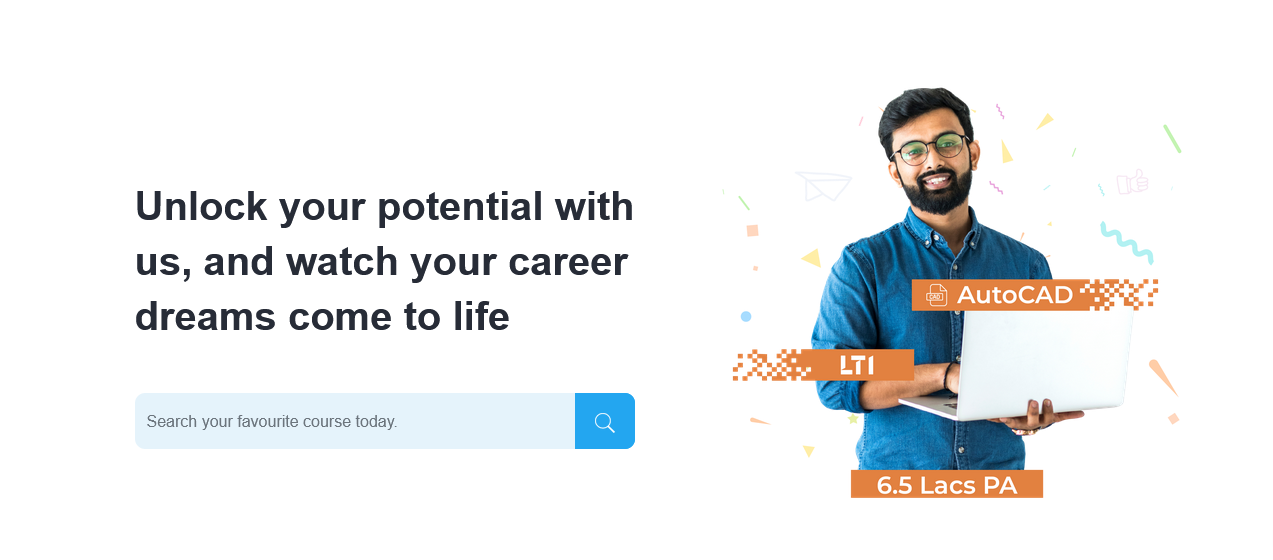 Unlock your potential with
us, and watch your career
dreams come to life
Search your favourite course today.
CAD
AutoCAD
LTI
6.5 Lacs PA